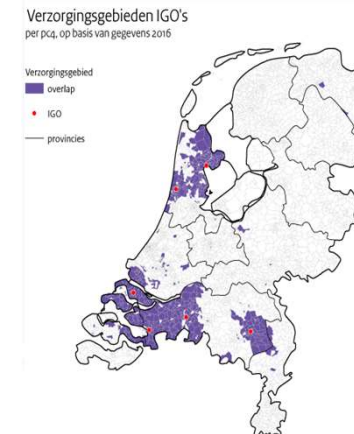 Verzorgingsgebieden IGO's
per pc4, op basis van gegevens 2016
Verzorgingsgebied
overlap
IGO
provincies